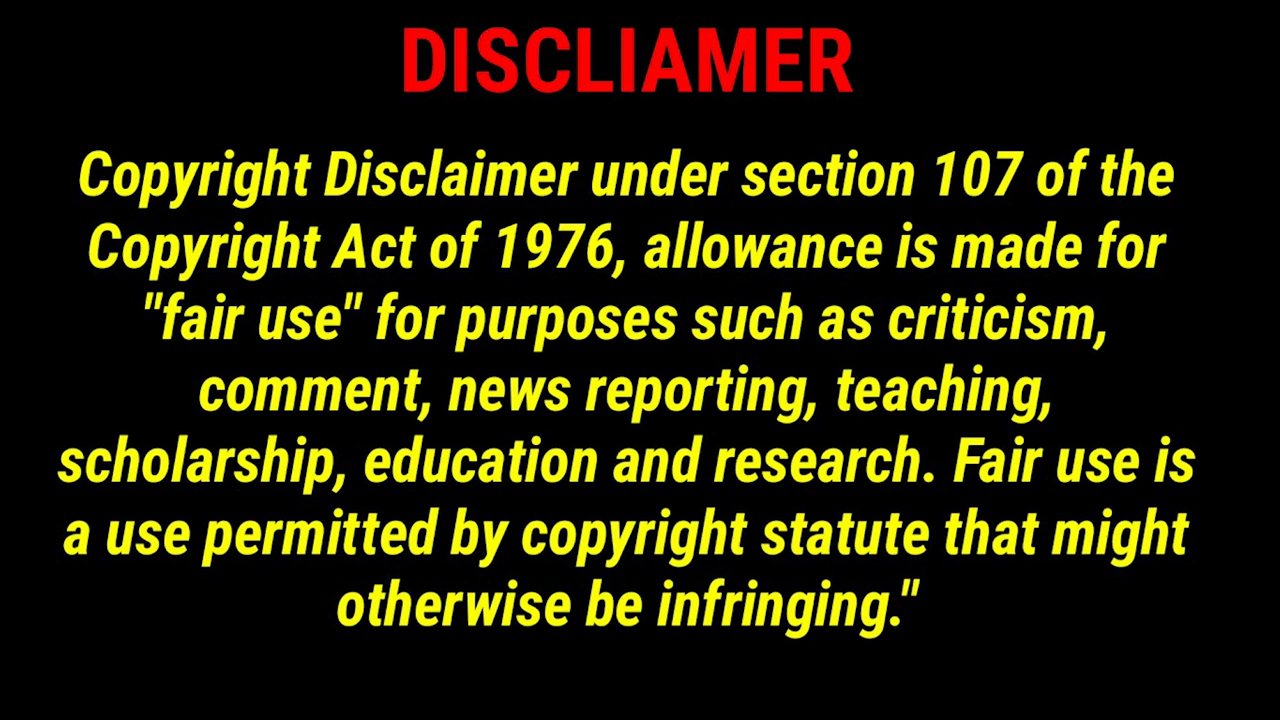 DISCLIAMER
Copyright Disclaimer under section 107 of the
Copyright Act of 1976, allowance is made for
"fair use" for purposes such as criticism,
comment, news reporting, teaching,
scholarship, education and research. Fair use is
a use permitted by copyright statute that might
otherwise be infringing."